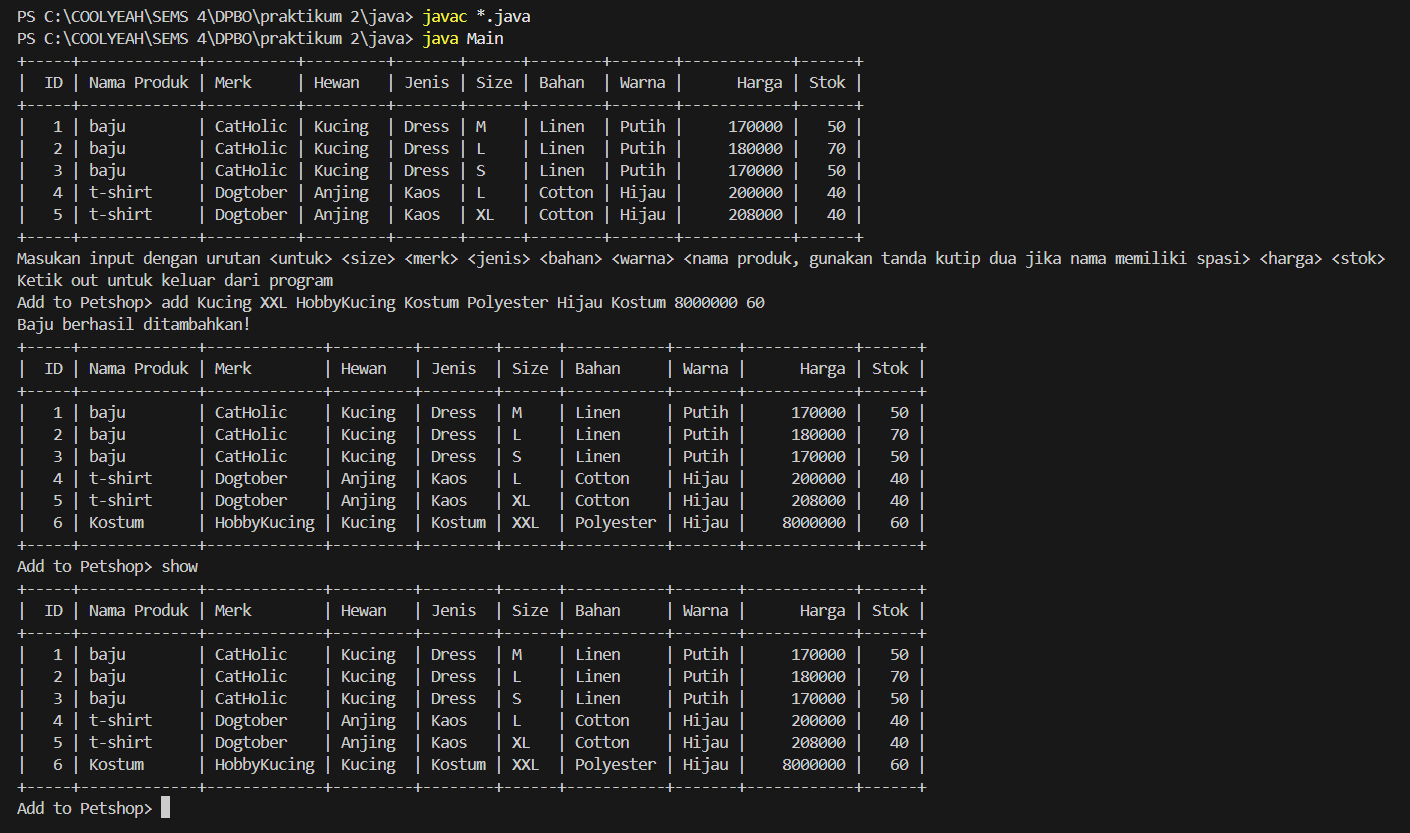 PS C:\COOLYEAH\SEMS 4\DPBO\praktikum 2\java> javac *.java
PS C:\COOLYEAH\SEMS 4\DPBO\praktikum 2\java> java Main
+-----+-------------+----------+---------+-------+------+--------+-------+------------+------+
|  ID | Nama Produk | Merk     | Hewan   | Jenis | Size | Bahan  | Warna |      Harga | Stok |
+-----+-------------+----------+---------+-------+------+--------+-------+------------+------+
|   1 | baju        | CatHolic | Kucing  | Dress | M    | Linen  | Putih |     170000 |   50 |
|   2 | baju        | CatHolic | Kucing  | Dress | L    | Linen  | Putih |     180000 |   70 |
|   3 | baju        | CatHolic | Kucing  | Dress | S    | Linen  | Putih |     170000 |   50 |
|   4 | t-shirt     | Dogtober | Anjing  | Kaos  | L    | Cotton | Hijau |     200000 |   40 |
|   5 | t-shirt     | Dogtober | Anjing  | Kaos  | XL   | Cotton | Hijau |     208000 |   40 |
+-----+-------------+----------+---------+-------+------+--------+-------+------------+------+
Masukan input dengan urutan <untuk> <size> <merk> <jenis> <bahan> <warna> <nama produk, gunakan tanda kutip dua jika nama memiliki spasi> <harga> <stok>
Ketik out untuk keluar dari program
Add to Petshop> add Kucing XXL HobbyKucing Kostum Polyester Hijau Kostum 8000000 60
Baju berhasil ditambahkan!
+-----+-------------+-------------+---------+--------+------+-----------+-------+------------+------+
|  ID | Nama Produk | Merk        | Hewan   | Jenis  | Size | Bahan     | Warna |      Harga | Stok |
+-----+-------------+-------------+---------+--------+------+-----------+-------+------------+------+
|   1 | baju        | CatHolic    | Kucing  | Dress  | M    | Linen     | Putih |     170000 |   50 |
|   2 | baju        | CatHolic    | Kucing  | Dress  | L    | Linen     | Putih |     180000 |   70 |
|   3 | baju        | CatHolic    | Kucing  | Dress  | S    | Linen     | Putih |     170000 |   50 |
|   4 | t-shirt     | Dogtober    | Anjing  | Kaos   | L    | Cotton    | Hijau |     200000 |   40 |
|   5 | t-shirt     | Dogtober    | Anjing  | Kaos   | XL   | Cotton    | Hijau |     208000 |   40 |
|   6 | Kostum      | HobbyKucing | Kucing  | Kostum | XXL  | Polyester | Hijau |    8000000 |   60 |
+-----+-------------+-------------+---------+--------+------+-----------+-------+------------+------+
Add to Petshop> show
+-----+-------------+-------------+---------+--------+------+-----------+-------+------------+------+
|  ID | Nama Produk | Merk        | Hewan   | Jenis  | Size | Bahan     | Warna |      Harga | Stok |
+-----+-------------+-------------+---------+--------+------+-----------+-------+------------+------+
|   1 | baju        | CatHolic    | Kucing  | Dress  | M    | Linen     | Putih |     170000 |   50 |
|   2 | baju        | CatHolic    | Kucing  | Dress  | L    | Linen     | Putih |     180000 |   70 |
|   3 | baju        | CatHolic    | Kucing  | Dress  | S    | Linen     | Putih |     170000 |   50 |
|   4 | t-shirt     | Dogtober    | Anjing  | Kaos   | L    | Cotton    | Hijau |     200000 |   40 |
|   5 | t-shirt     | Dogtober    | Anjing  | Kaos   | XL   | Cotton    | Hijau |     208000 |   40 |
|   6 | Kostum      | HobbyKucing | Kucing  | Kostum | XXL  | Polyester | Hijau |    8000000 |   60 |
+-----+-------------+-------------+---------+--------+------+-----------+-------+------------+------+
Add to Petshop>